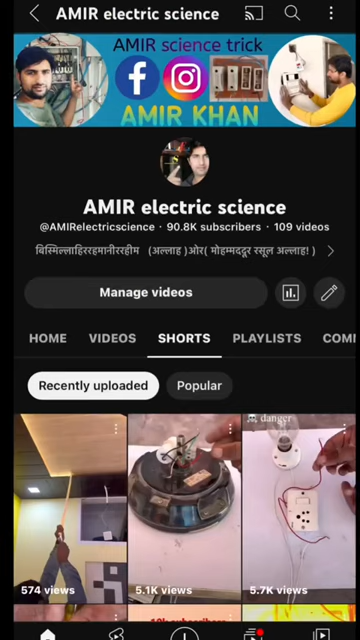 AMIR electric science
AMIR science trick
AMIR KHAN
AMIR electric science
@AMIRelectricscience · 90.8K subscribers · 109 videos
बिस्मिल्लाहिररहमानीररहीम (अल्लाह )ओर( मोहम्मददूर रसूल अल्लाह! )
Manage videos
HOME VIDEOS SHORTS PLAYLISTS COM
Recently uploaded Popular
danger
574 views 5.1K views 5.7K views